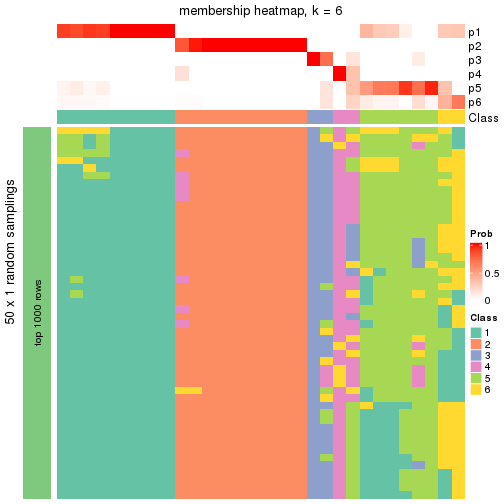 membership heatmap, k = 6
p1
p2
p3
p4
p5
p6
Class
50 x 1 random samplings
top 1000 rows
Prob
1
0.5
0
Class
1
2
3
4
5
6